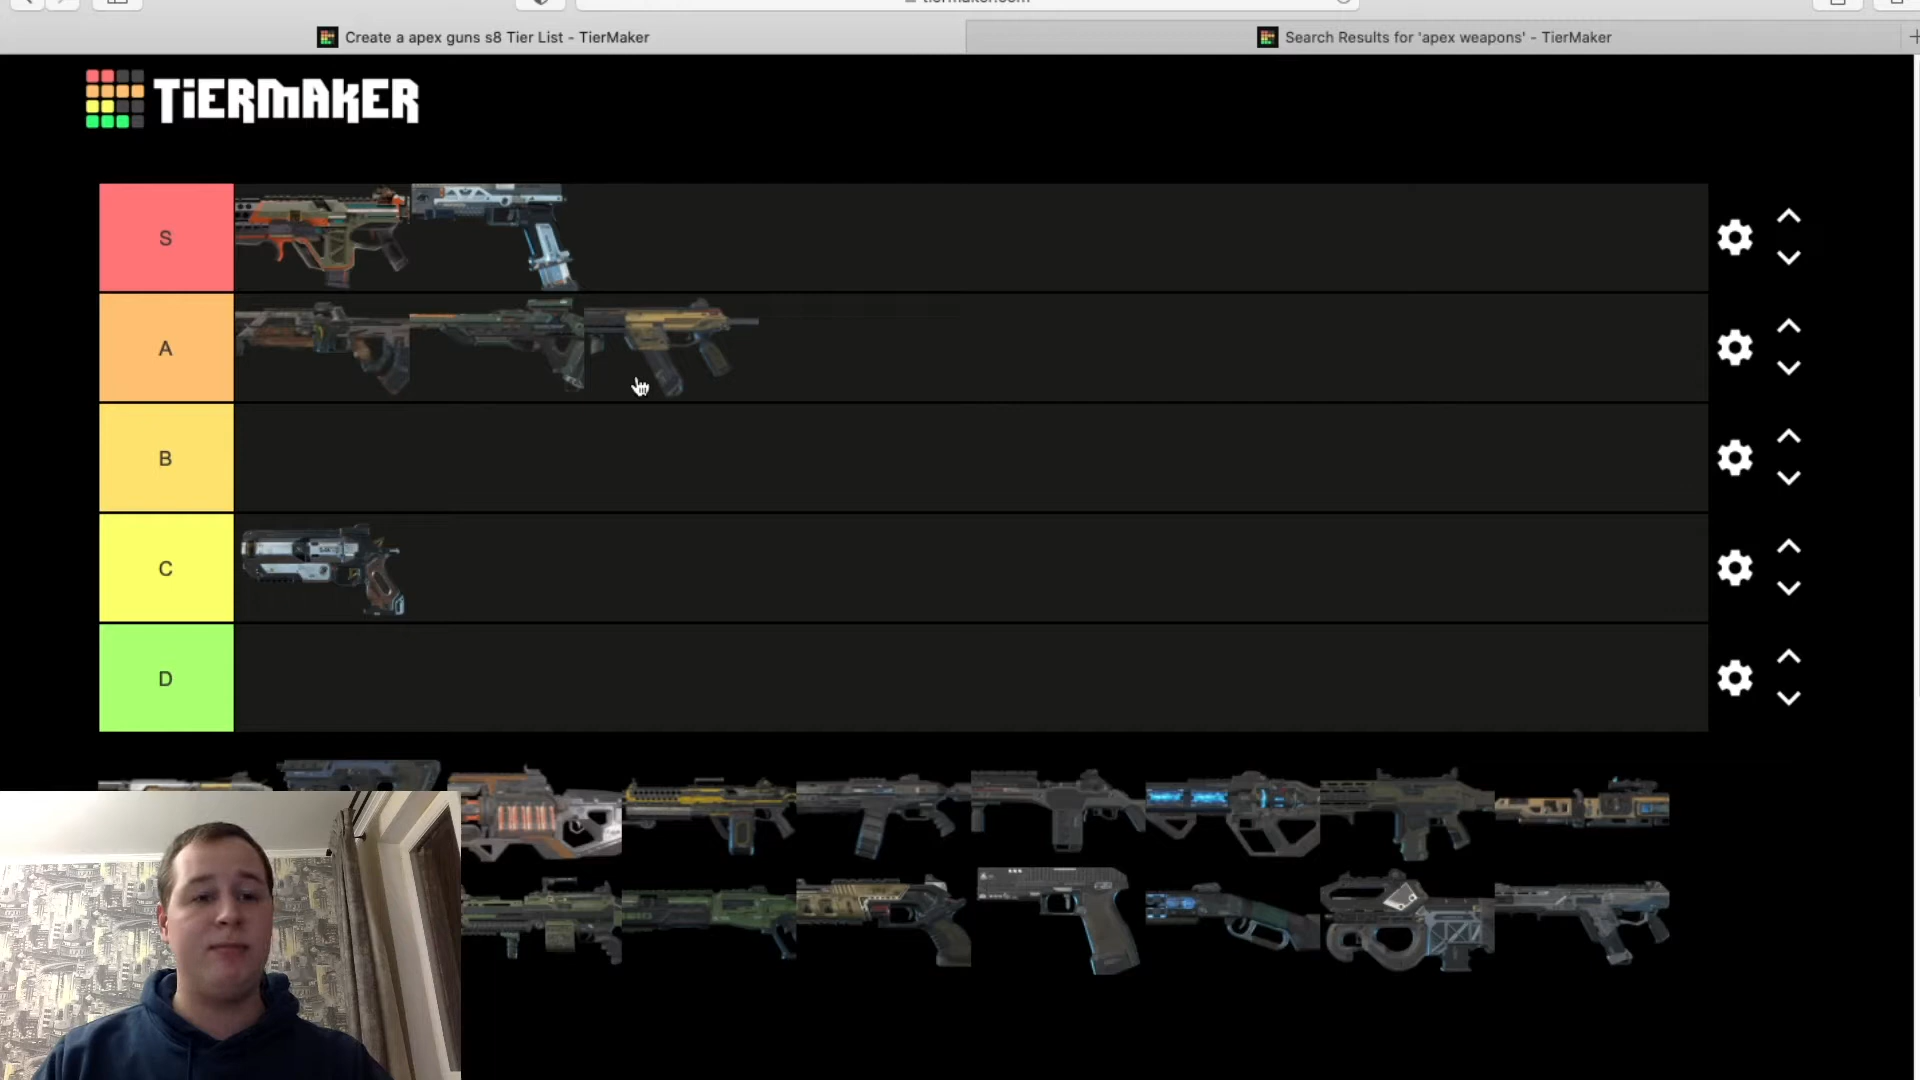 Create a apex guns s8 Tier List - TierMaker
Search Results for 'apex weapons' - TierMaker
TiERMAKER
S
A
B
C
D